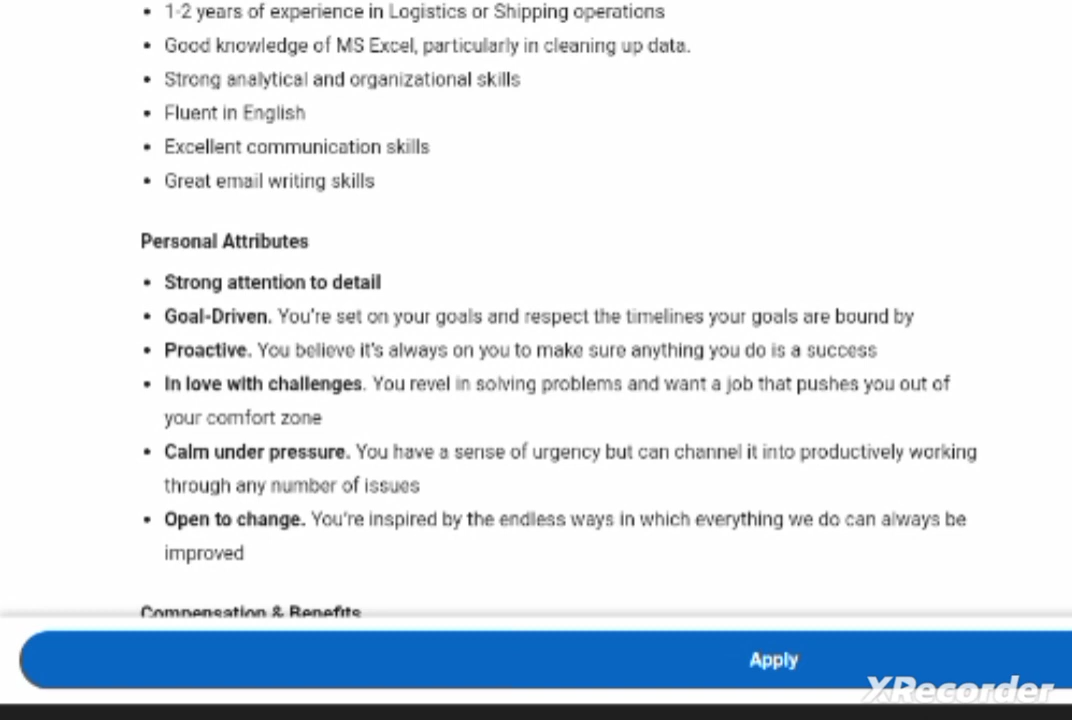 • 1-2 years of experience in Logistics or Shipping operations
• Good knowledge of MS Excel, particularly in cleaning up data.
• Strong analytical and organizational skills
• Fluent in English
• Excellent communication skills
• Great email writing skills
Personal Attributes
• Strong attention to detail
• Goal-Driven. You're set on your goals and respect the timelines your goals are bound by
• Proactive. You believe it's always on you to make sure anything you do is a success
• In love with challenges. You revel in solving problems and want a job that pushes you out of
your comfort zone
• Calm under pressure. You have a sense of urgency but can channel it into productively working
through any number of issues
• Open to change. You're inspired by the endless ways in which everything we do can always be
improved
Compensation & Benefits
Apply
XRecorder